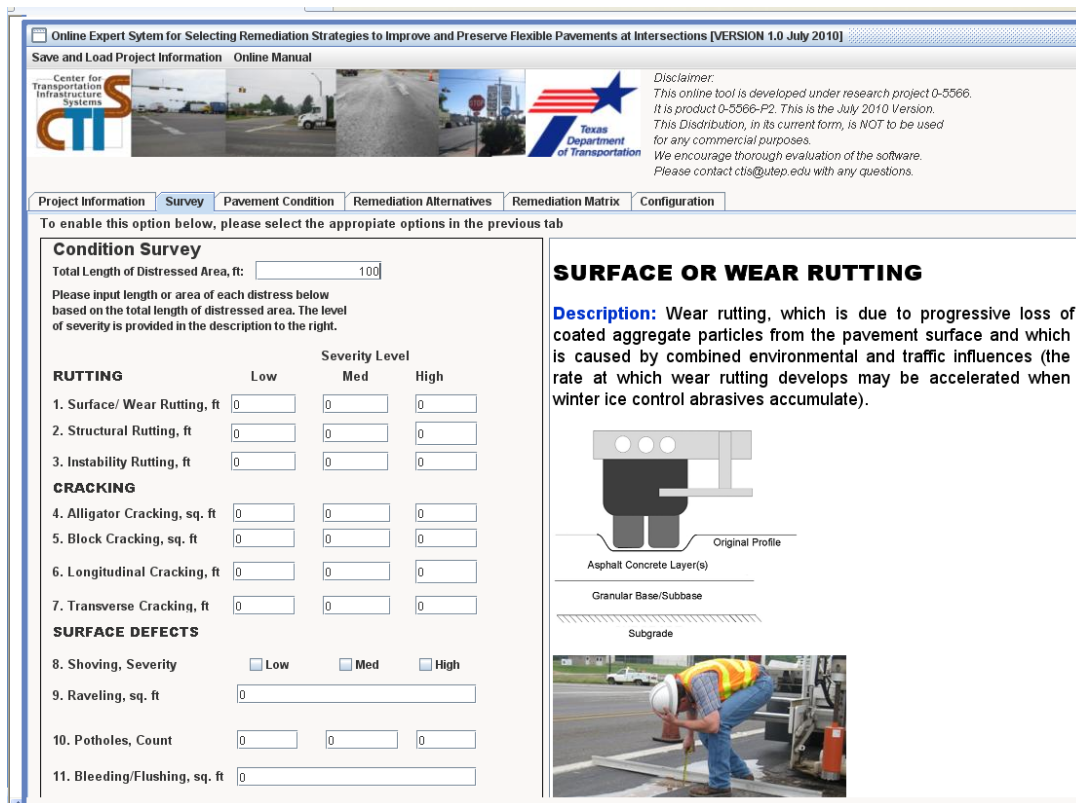 Online Expert Sytem for Selecting Remediation Strategies to Improve and Preserve Flexible Pavements at Intersections [VERSION 1.0 July 2010]
Save and Load Project Information Online Manual
Center for
Transportation
Infrastructure
Systems
CTIS
Texas
Department
of Transportation
Disclaimer:
This online tool is developed under research project 0-5566.
It is product 0-5566-P2. This is the July 2010 Version.
This Disdribution, in its current form, is NOT to be used
for any commercial purposes.
We encourage thorough evaluation of the software.
Please contact ctis@utep.edu with any questions.
Project Information Survey Pavement Condition Remediation Alternatives Remediation Matrix Configuration
To enable this option below, please select the appropiate options in the previous tab
Condition Survey
Total Length of Distressed Area, ft: 100
Please input length or area of each distress below
based on the total length of distressed area. The level
of severity is provided in the description to the right.
Severity Level
RUTTING Low Med High
1. Surface/ Wear Rutting, ft 0 0 0
2. Structural Rutting, ft 0 0 0
3. Instability Rutting, ft 0 0 0
CRACKING
4. Alligator Cracking, sq. ft 0 0 0
5. Block Cracking, sq. ft 0 0 0
6. Longitudinal Cracking, ft 0 0 0
7. Transverse Cracking, ft 0 0 0
SURFACE DEFECTS
8. Shoving, Severity Low Med High
9. Raveling, sq. ft 0
10. Potholes, Count 0 0 0
11. Bleeding/Flushing, sq. ft 0
SURFACE OR WEAR RUTTING
Description: Wear rutting, which is due to progressive loss of
coated aggregate particles from the pavement surface and which
is caused by combined environmental and traffic influences (the
rate at which wear rutting develops may be accelerated when
winter ice control abrasives accumulate).
Original Profile
Asphalt Concrete Layer(s)
Granular Base/Subbase
Subgrade